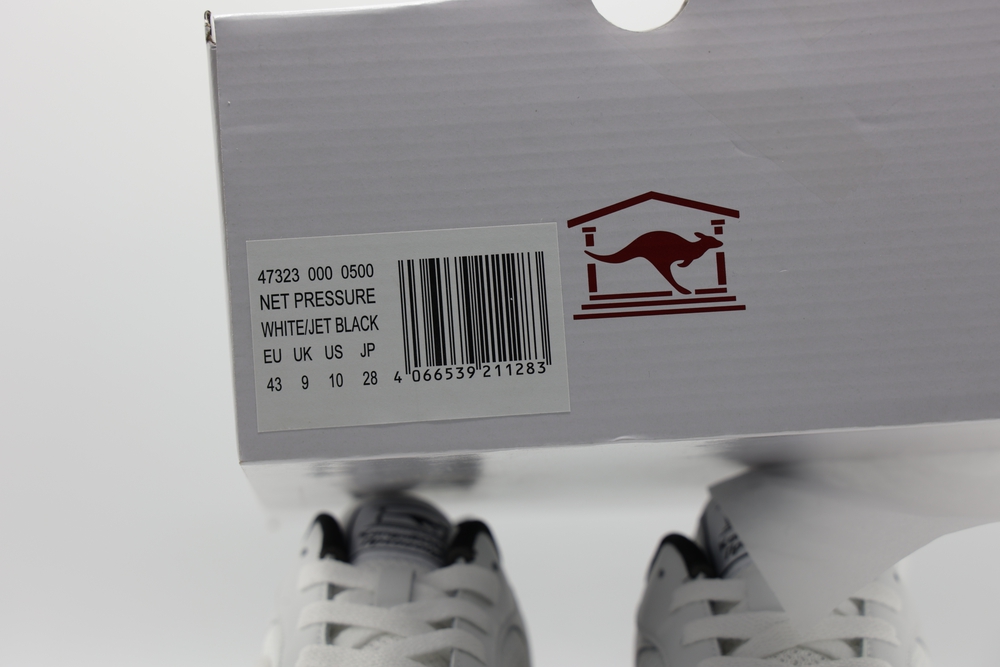 47323 000 0500
NET PRESSURE
WHITE/JET BLACK
EU UK US JP
43 9 10 28
4 066539 211283